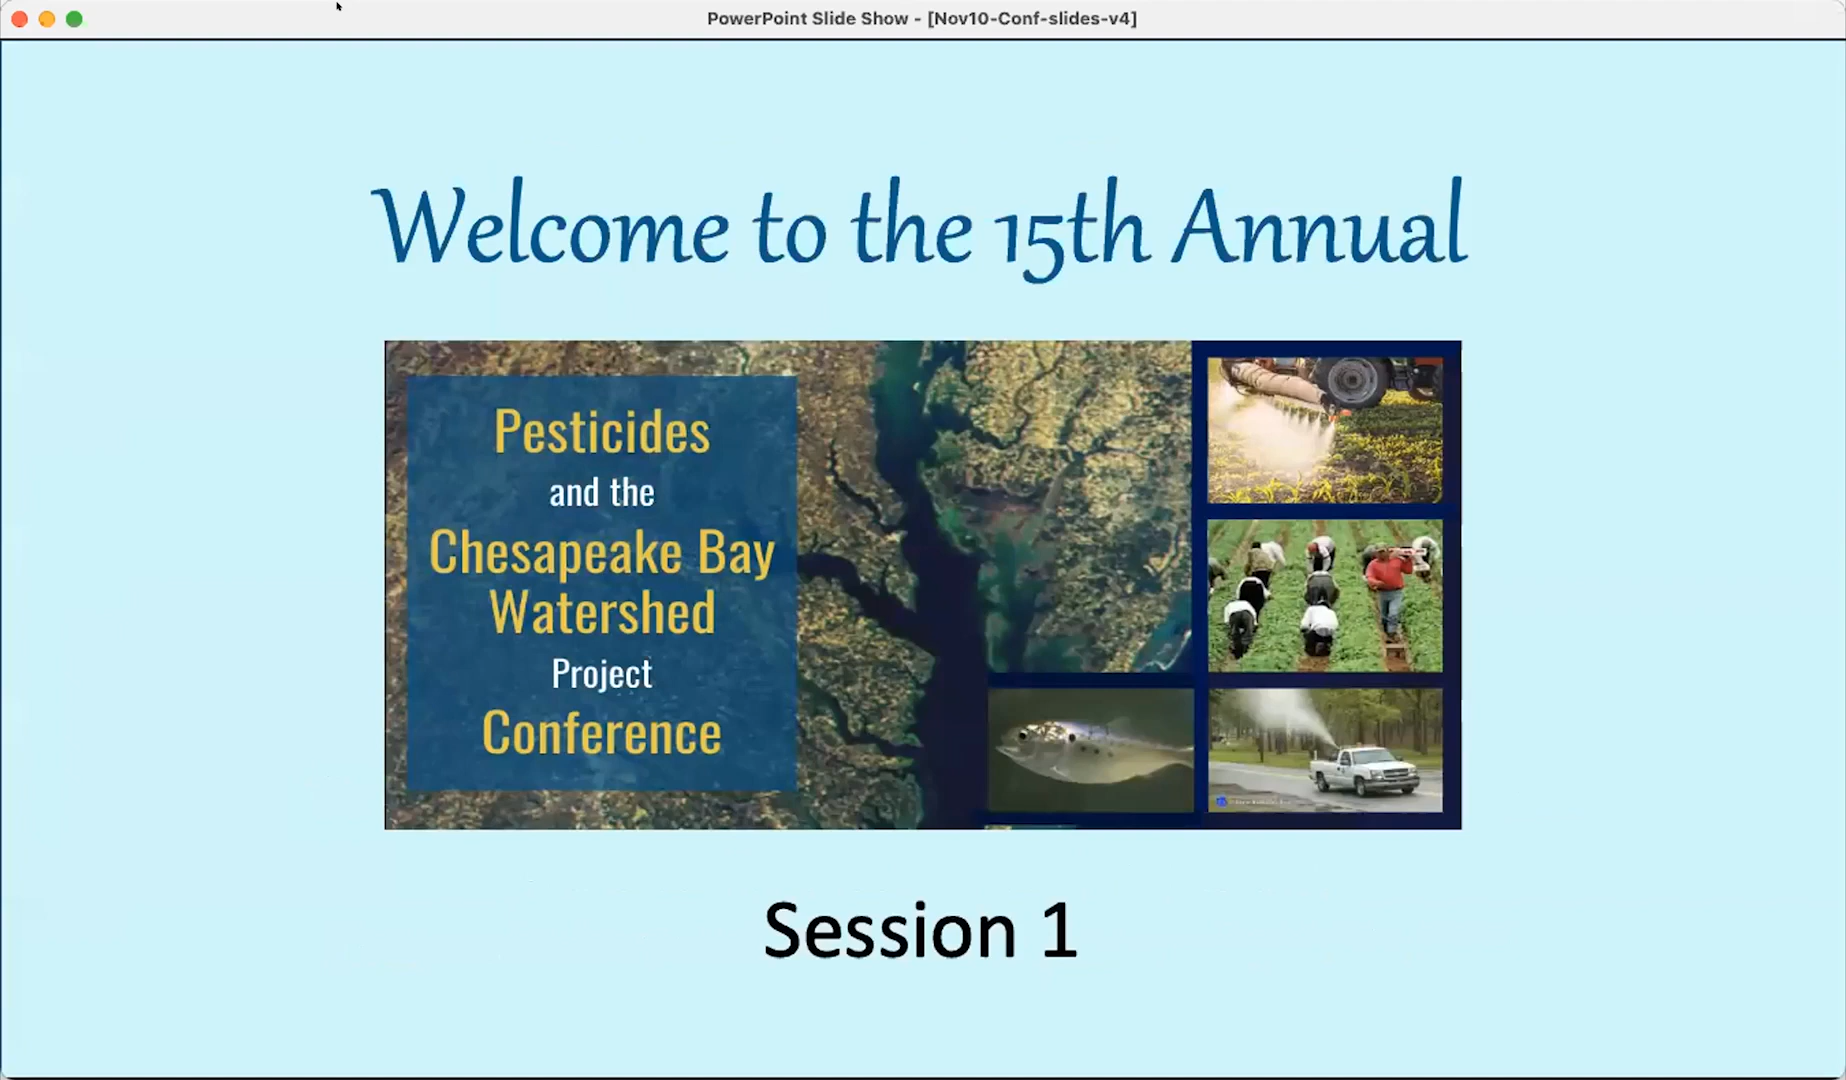 PowerPoint Slide Show - [Nov10-Conf-slides-v4]
Welcome to the 15th Annual
Pesticides
and the
Chesapeake Bay
Watershed
Project
Conference
Session 1